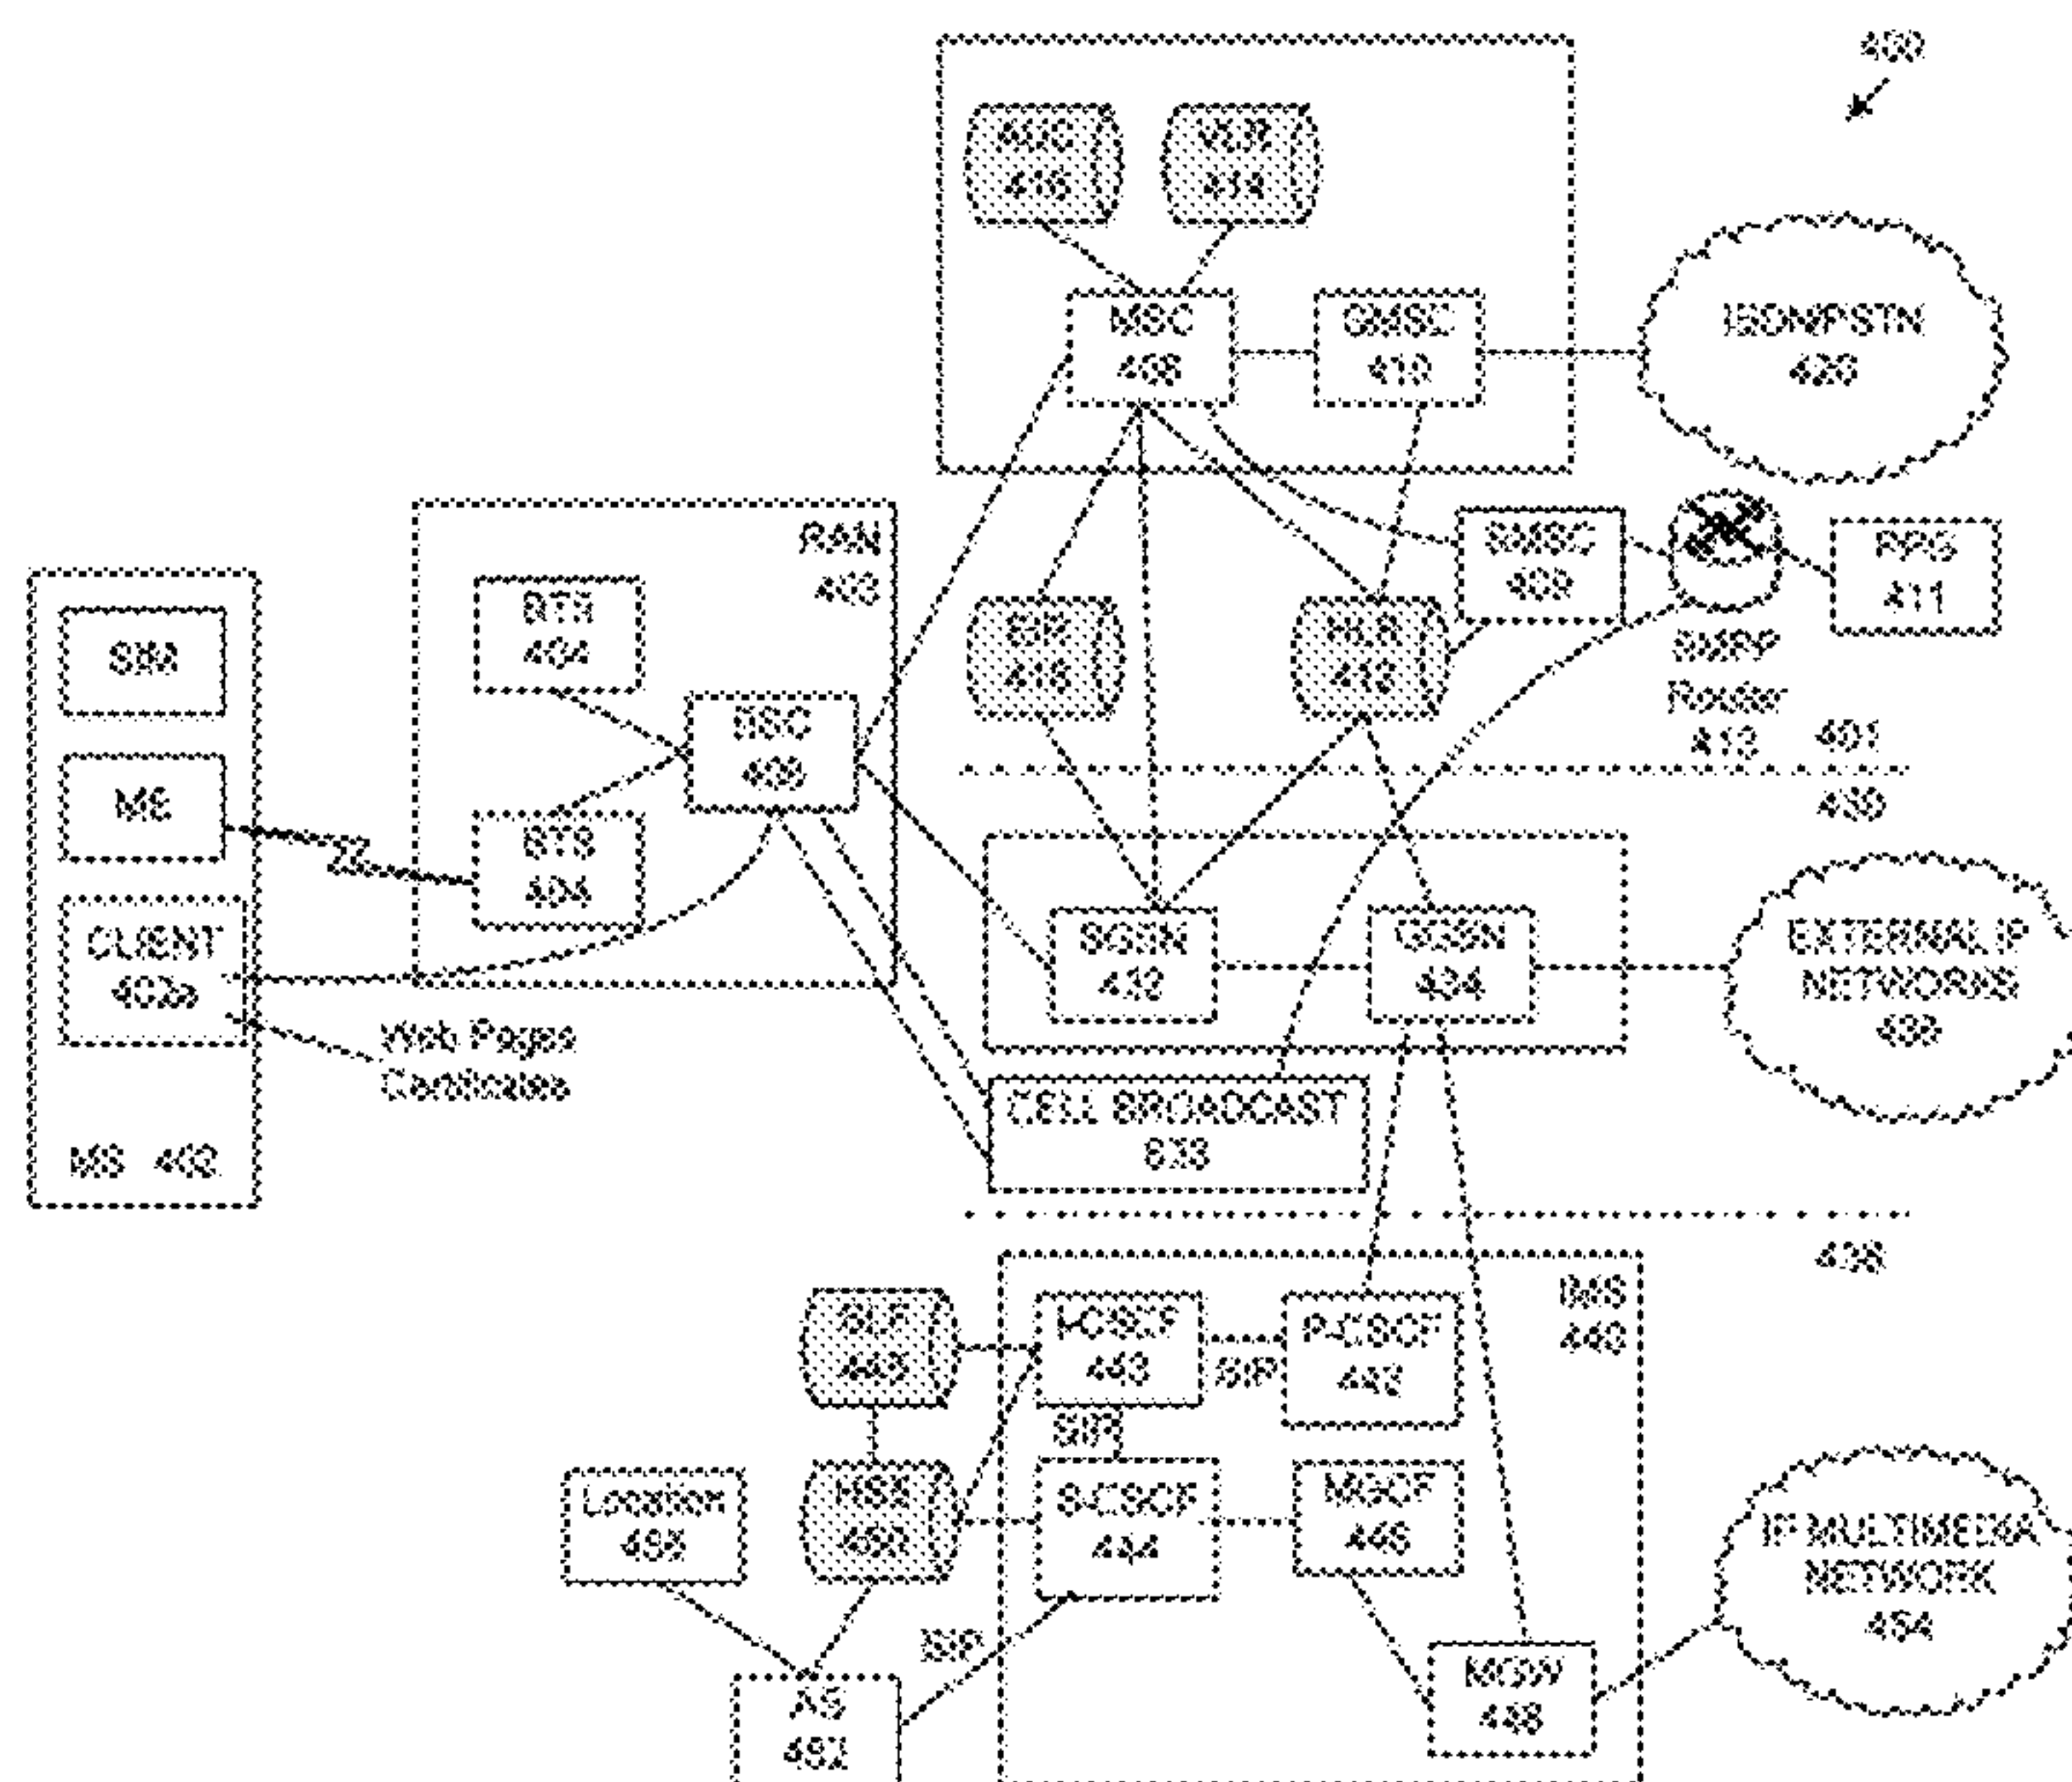 400
AUC
416
VLR
414
MSC
408
GMSC
410
ISDN/PSTN
420
RAN
403
BTS
404
BSC
406
BTS
404
SIM
ME
CLIENT
402a
MS 402
Web Pages
Certificates
EIR
418
HLR
412
SMSC
409
PPG
411
SMPP
Router
413
401
430
SGSN
432
GGSN
434
EXTERNAL IP
NETWORKS
CELL BROADCAST
633
IMS
440
SLF
I-CSCF
443
SIP
P-CSCF
442
SIP
Location
HSS
S-CSCF
444
MGCF
SIP
AS
MGW
448
IP MULTIMEDIA
NETWORK
454